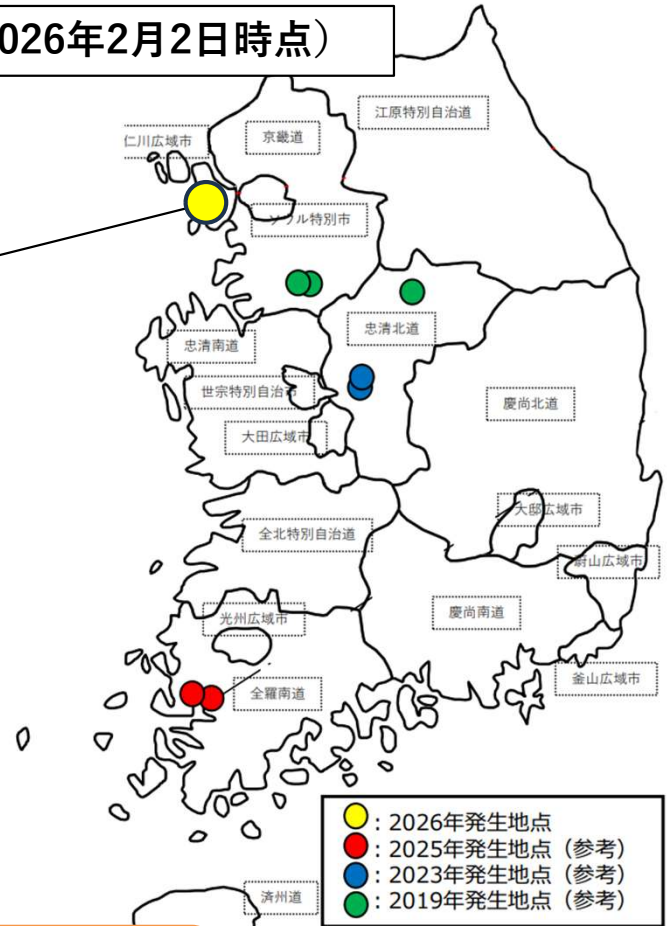 026年2月2日時点）
江原特別自治道
仁川広域市
京畿道
ソウル特別市
忠清北道
忠清南道
世宗特別自治市
慶尚北道
大田広域市
大邱広域市
全北特別自治道
蔚山広域市
光州広域市
慶尚南道
釜山広域市
全羅南道
済州道
：2026年発生地点
：2025年発生地点（参考）
：2023年発生地点（参考）
：2019年発生地点（参考）